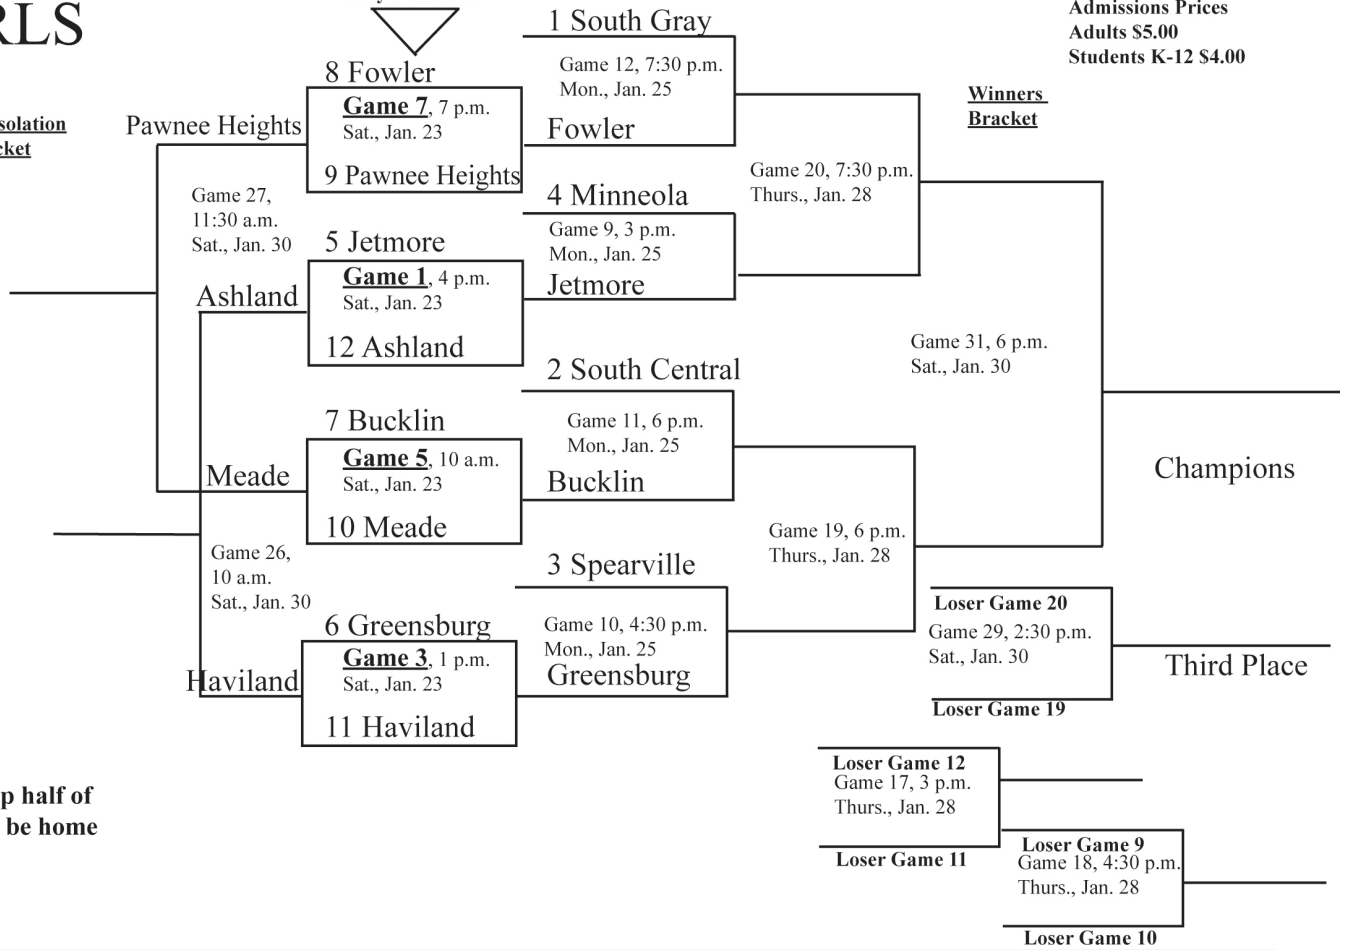 RLS
Admissions Prices
Adults $5.00
Students K-12 $4.00
solation
cket
Winners
Bracket
1 South Gray
Game 12, 7:30 p.m.
Mon., Jan. 25
Fowler
8 Fowler
Game 7, 7 p.m.
Sat., Jan. 23
9 Pawnee Heights
Pawnee Heights
Game 27,
11:30 a.m.
Sat., Jan. 30
4 Minneola
Game 9, 3 p.m.
Mon., Jan. 25
Jetmore
Game 20, 7:30 p.m.
Thurs., Jan. 28
5 Jetmore
Game 1, 4 p.m.
Sat., Jan. 23
12 Ashland
Ashland
Game 31, 6 p.m.
Sat., Jan. 30
2 South Central
Game 11, 6 p.m.
Mon., Jan. 25
Bucklin
7 Bucklin
Game 5, 10 a.m.
Sat., Jan. 23
10 Meade
Meade
Champions
Game 19, 6 p.m.
Thurs., Jan. 28
Game 26,
10 a.m.
Sat., Jan. 30
3 Spearville
Game 10, 4:30 p.m.
Mon., Jan. 25
Greensburg
6 Greensburg
Game 3, 1 p.m.
Sat., Jan. 23
11 Haviland
Haviland
Loser Game 20
Game 29, 2:30 p.m.
Sat., Jan. 30
Loser Game 19
Third Place
Loser Game 12
Game 17, 3 p.m.
Thurs., Jan. 28
Loser Game 11
Loser Game 9
Game 18, 4:30 p.m.
Thurs., Jan. 28
Loser Game 10
p half of
be home